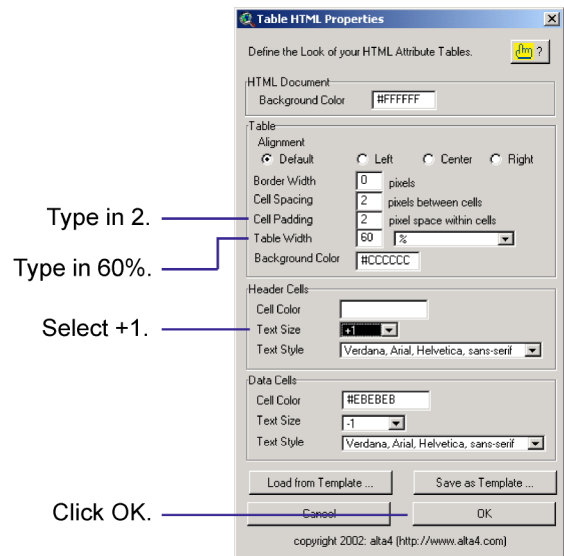 Table HTML Properties
Define the Look of your HTML Attribute Tables.
?
HTML Document
Background Color #FFFFFF
Table
Alignment
Default Left Center Right
Border Width 0 pixels
Cell Spacing 2 pixels between cells
Type in 2.
Cell Padding 2 pixel space within cells
Type in 60%.
Table Width 60 %
Background Color #CCCCCC
Header Cells
Cell Color
Select +1.
Text Size +1
Text Style Verdana, Arial, Helvetica, sans-serif
Data Cells
Cell Color #EBEBEB
Text Size -1
Text Style Verdana, Arial, Helvetica, sans-serif
Load from Template ... Save as Template ...
Click OK.
Cancel OK
copyright 2002: alta4 (http://www.alta4.com)